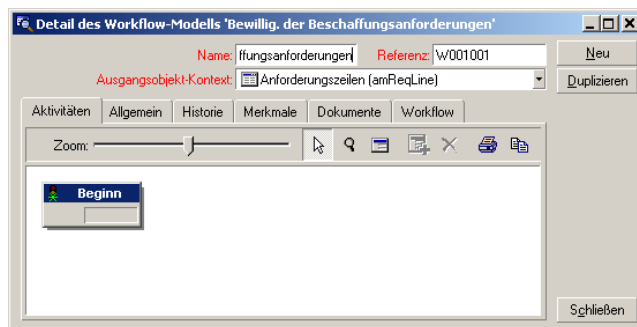 Detail des Workflow-Modells 'Bewillig. der Beschaffungsanforderungen'
Name: ffungsanforderungen Referenz: W001001 Neu
Ausgangsobjekt-Kontext: Anforderungszeilen (amReqLine) Duplizieren
Aktivitäten Allgemein Historie Merkmale Dokumente Workflow
Zoom:
Beginn
Schließen